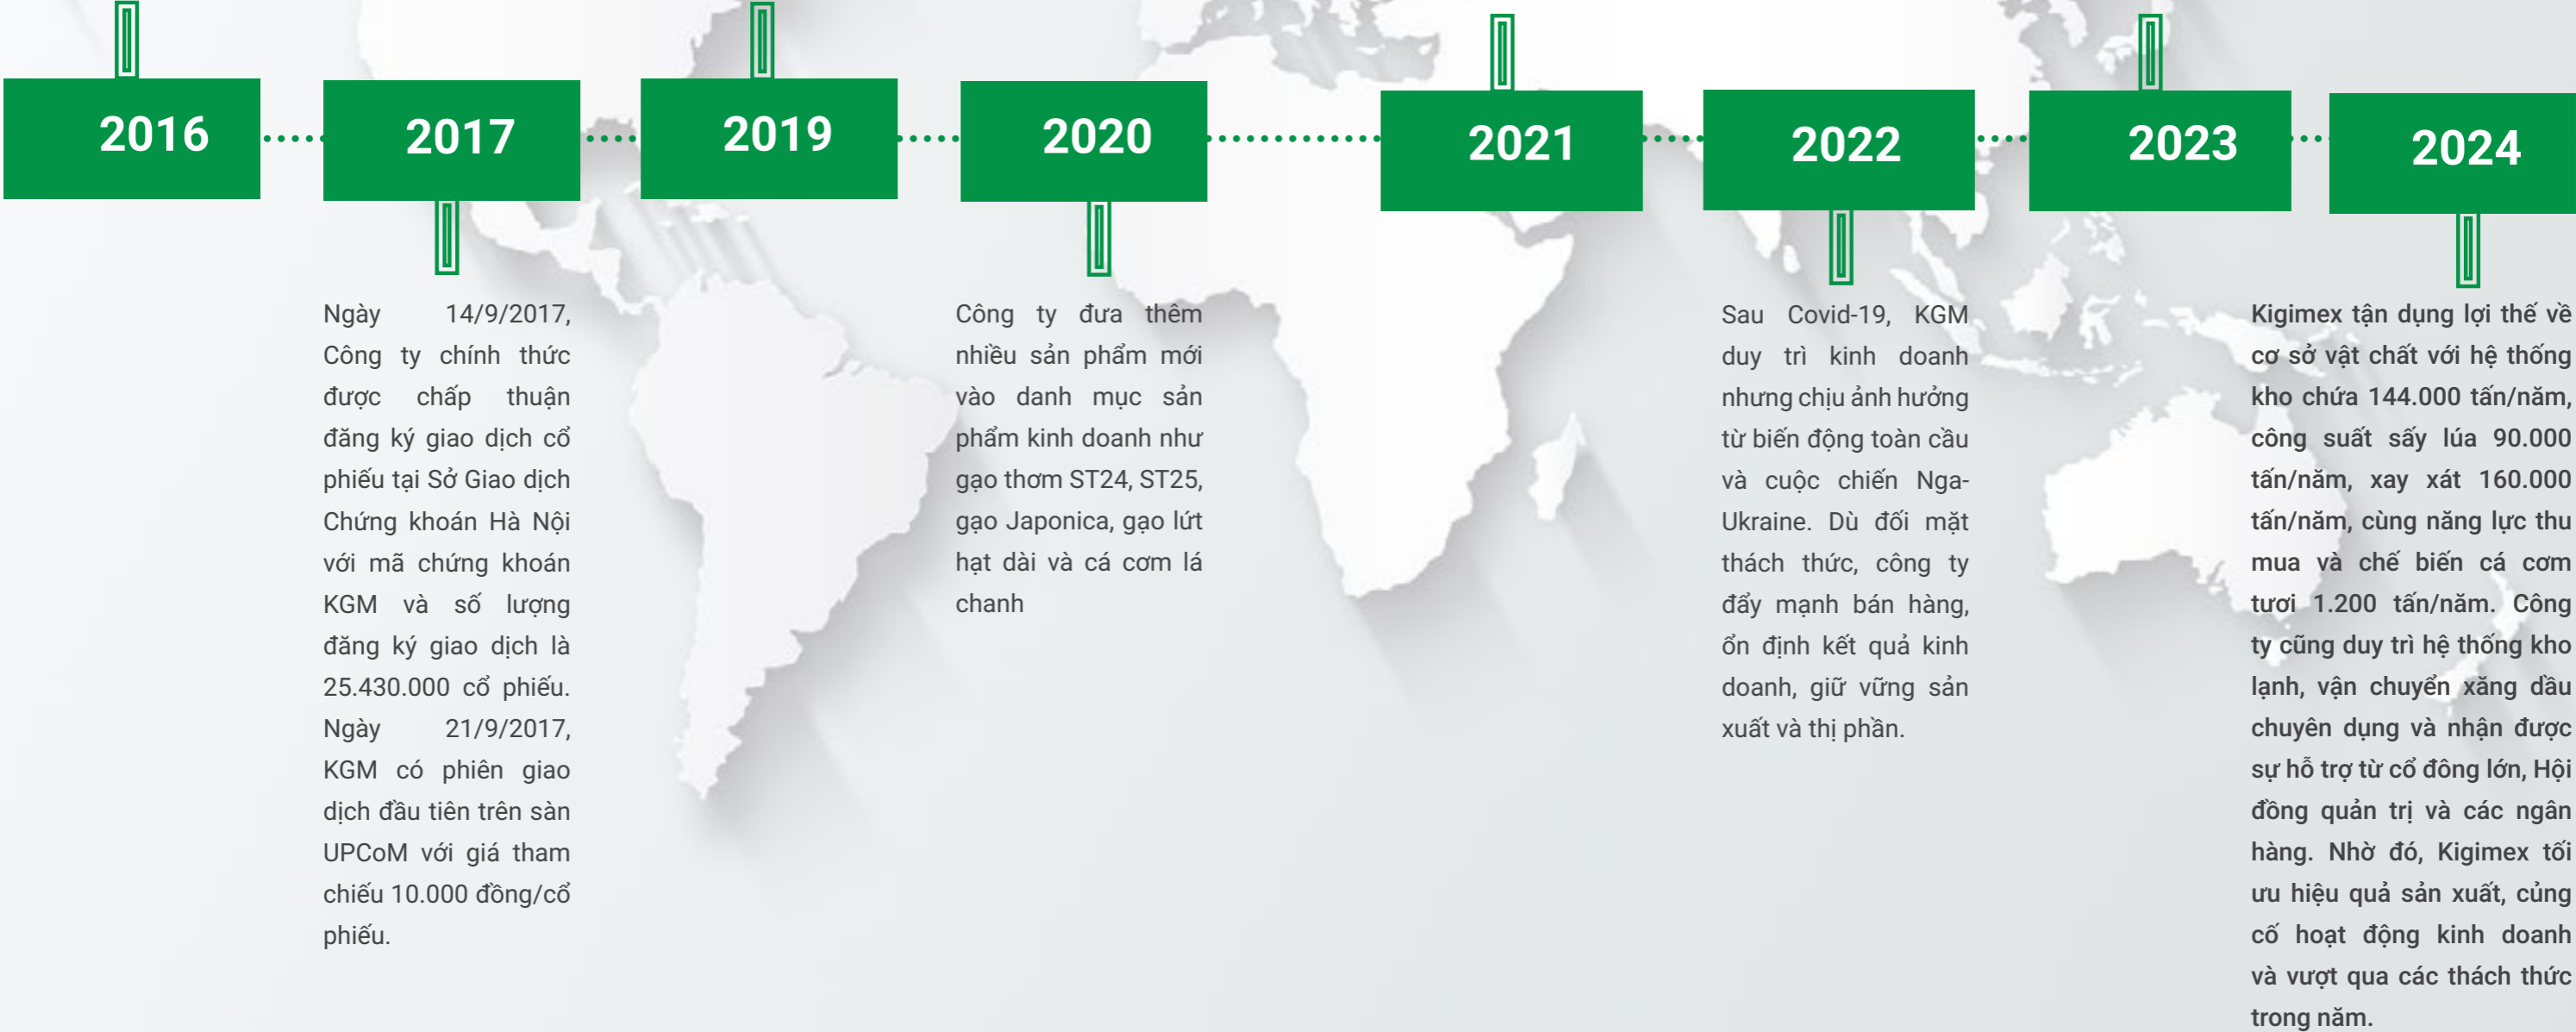 2016
2017
2019
2020
2021
2022
2023
2024
Ngày 14/9/2017,
Công ty chính thức
được chấp thuận
đăng ký giao dịch cổ
phiếu tại Sở Giao dịch
Chứng khoán Hà Nội
với mã chứng khoán
KGM và số lượng
đăng ký giao dịch là
25.430.000 cổ phiếu.
Ngày 21/9/2017,
KGM có phiên giao
dịch đầu tiên trên sàn
UPCoM với giá tham
chiếu 10.000 đồng/cổ
phiếu.
Công ty đưa thêm
nhiều sản phẩm mới
vào danh mục sản
phẩm kinh doanh như
gạo thơm ST24, ST25,
gạo Japonica, gạo lứt
hạt dài và cá cơm lá
chanh
Sau Covid-19, KGM
duy trì kinh doanh
nhưng chịu ảnh hưởng
từ biến động toàn cầu
và cuộc chiến Nga-
Ukraine. Dù đối mặt
thách thức, công ty
đẩy mạnh bán hàng,
ổn định kết quả kinh
doanh, giữ vững sản
xuất và thị phần.
Kigimex tận dụng lợi thế về
cơ sở vật chất với hệ thống
kho chứa 144.000 tấn/năm,
công suất sấy lúa 90.000
tấn/năm, xay xát 160.000
tấn/năm, cùng năng lực thu
mua và chế biến cá cơm
tươi 1.200 tấn/năm. Công
ty cũng duy trì hệ thống kho
lạnh, vận chuyển xăng dầu
chuyên dụng và nhận được
sự hỗ trợ từ cổ đông lớn, Hội
đồng quản trị và các ngân
hàng. Nhờ đó, Kigimex tối
ưu hiệu quả sản xuất, củng
cố hoạt động kinh doanh
và vượt qua các thách thức
trong năm.